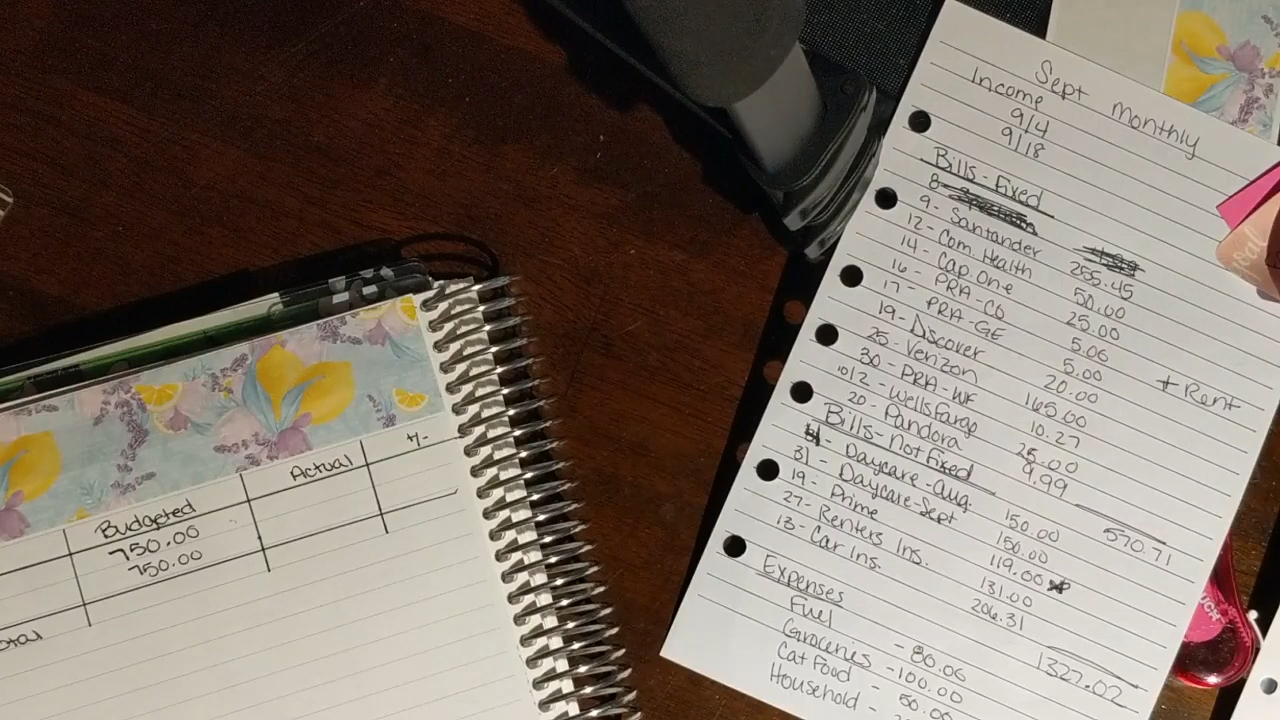 Sept monthly
Income
9/4
9/18
Bills - Fixed
9 - Santander 255.45
12 - Com. Health 50.00
14 - Cap. One 25.00
16 - PRA-CO 5.00
17 - PRA-GE 5.00
19 - Discover 20.00
25 - Verizon 165.00
30 - PRA-WF 10.27
10/2 - Wells Fargo 25.00
20 - Pandora 9.99
+ Rent
570.71
Bills - Not Fixed
Daycare - Aug. 150.00
31 - Daycare - Sept 150.00
19 - Prime 119.00
27 - Renters Ins. 131.00
13 - Car Ins. 206.31
1327.02
Expenses
Fuel - 80.00
Groceries - 100.00
Cat Food - 50.00
Household -
Budgeted Actual +/-
750.00
750.00